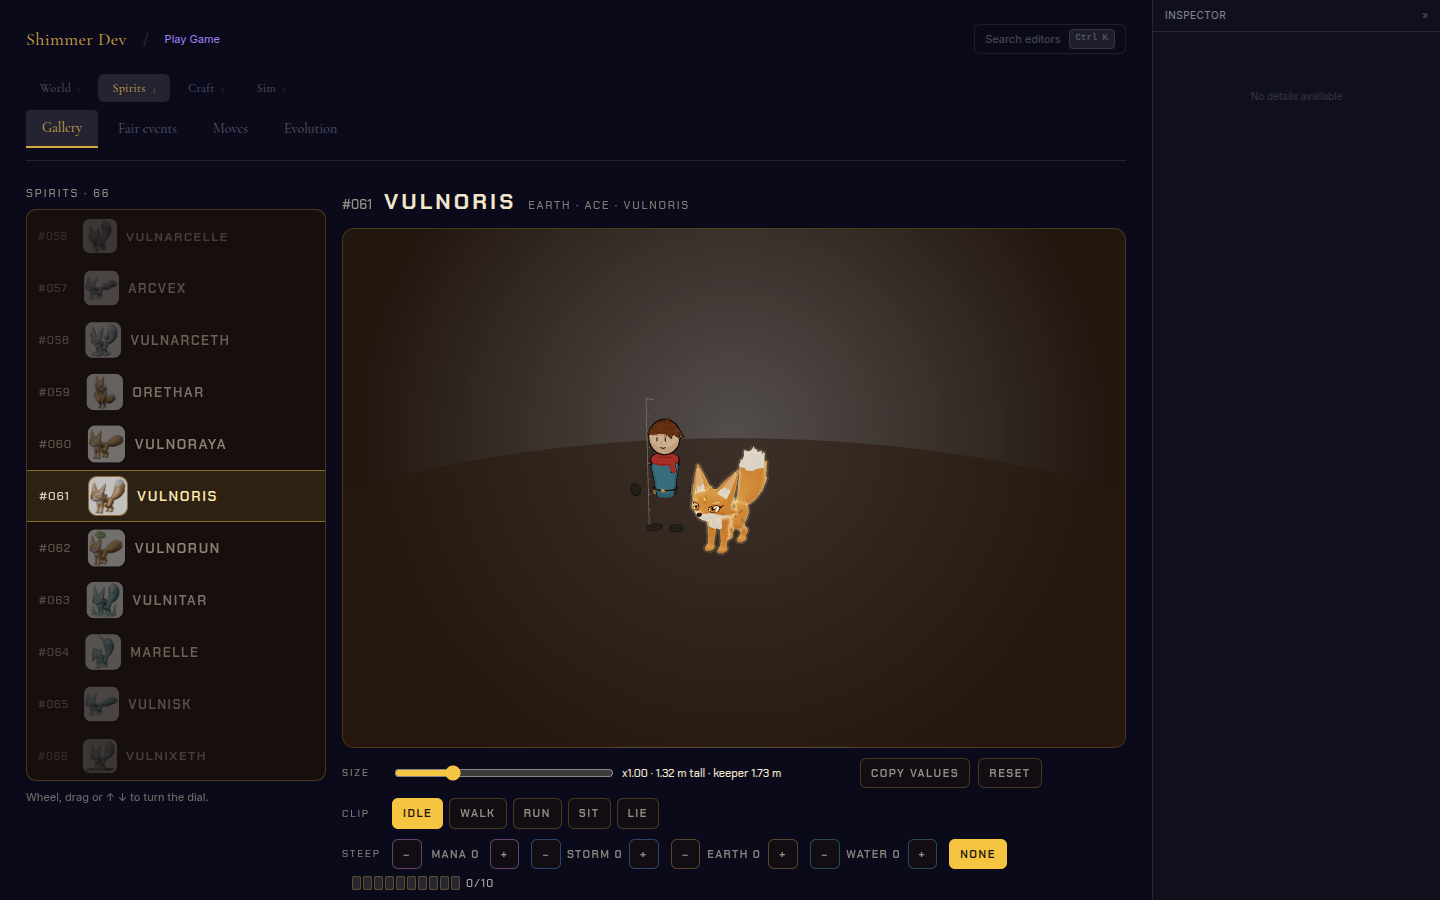 Shimmer Dev / Play Game
Search editors Ctrl K
INSPECTOR »
No details available
World Spirits Craft Sim
Gallery Fair events Moves Evolution
SPIRITS · 66
#056 VULNARCELLE
#057 ARCVEX
#058 VULNARCETH
#059 ORETHAR
#060 VULNORAYA
#061 VULNORIS
#062 VULNORUN
#063 VULNITAR
#064 MARELLE
#065 VULNISK
#066 VULNIXETH
Wheel, drag or ↑ ↓ to turn the dial.
#061 VULNORIS EARTH · ACE · VULNORIS
SIZE x1.00 · 1.32 m tall · keeper 1.73 m COPY VALUES RESET
CLIP IDLE WALK RUN SIT LIE
STEEP − MANA 0 + − STORM 0 + − EARTH 0 + − WATER 0 + NONE
0/10